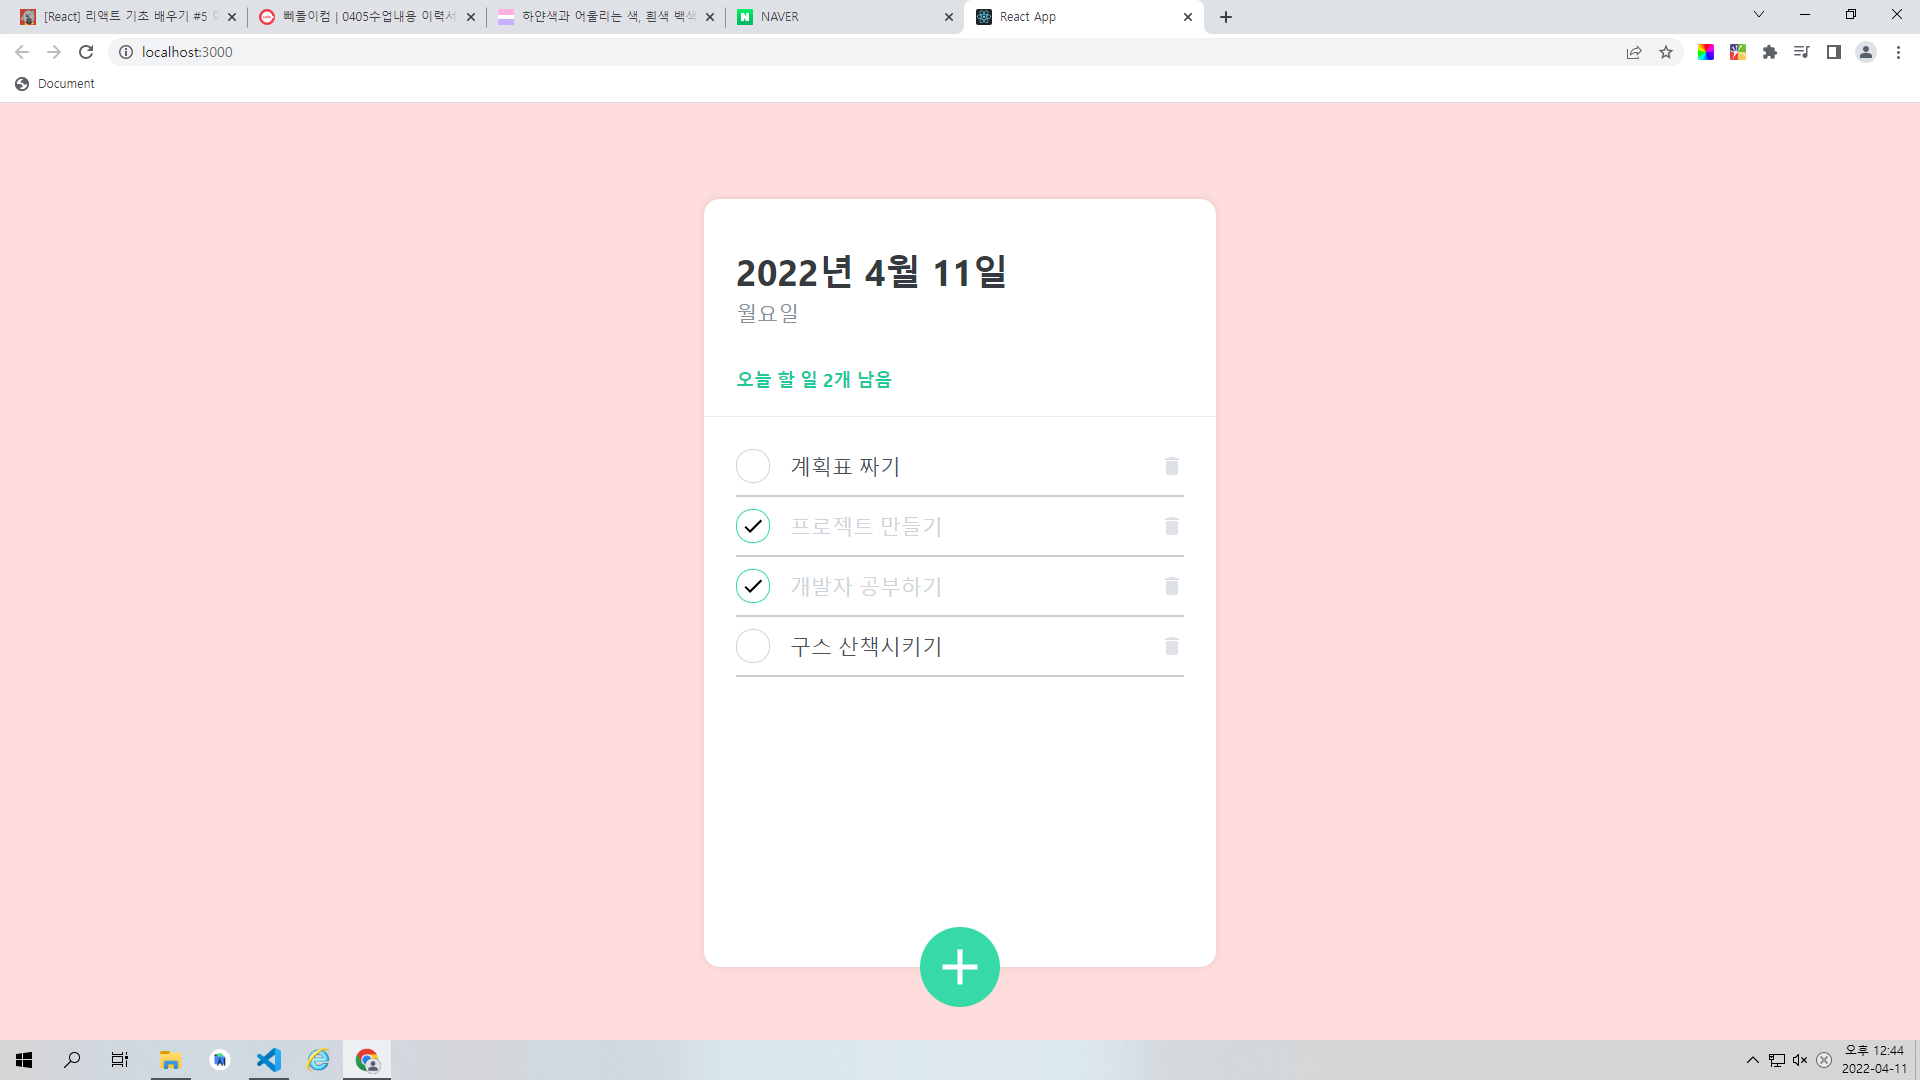 [React] 리액트 기초 배우기 #5
삐돌이컴 | 0405수업내용 이력서
하얀색과 어울리는 색, 흰색 백색
NAVER
React App
localhost:3000
Document
2022년 4월 11일
월요일
오늘 할 일 2개 남음
계획표 짜기
프로젝트 만들기
개발자 공부하기
구스 산책시키기
오후 12:44
2022-04-11